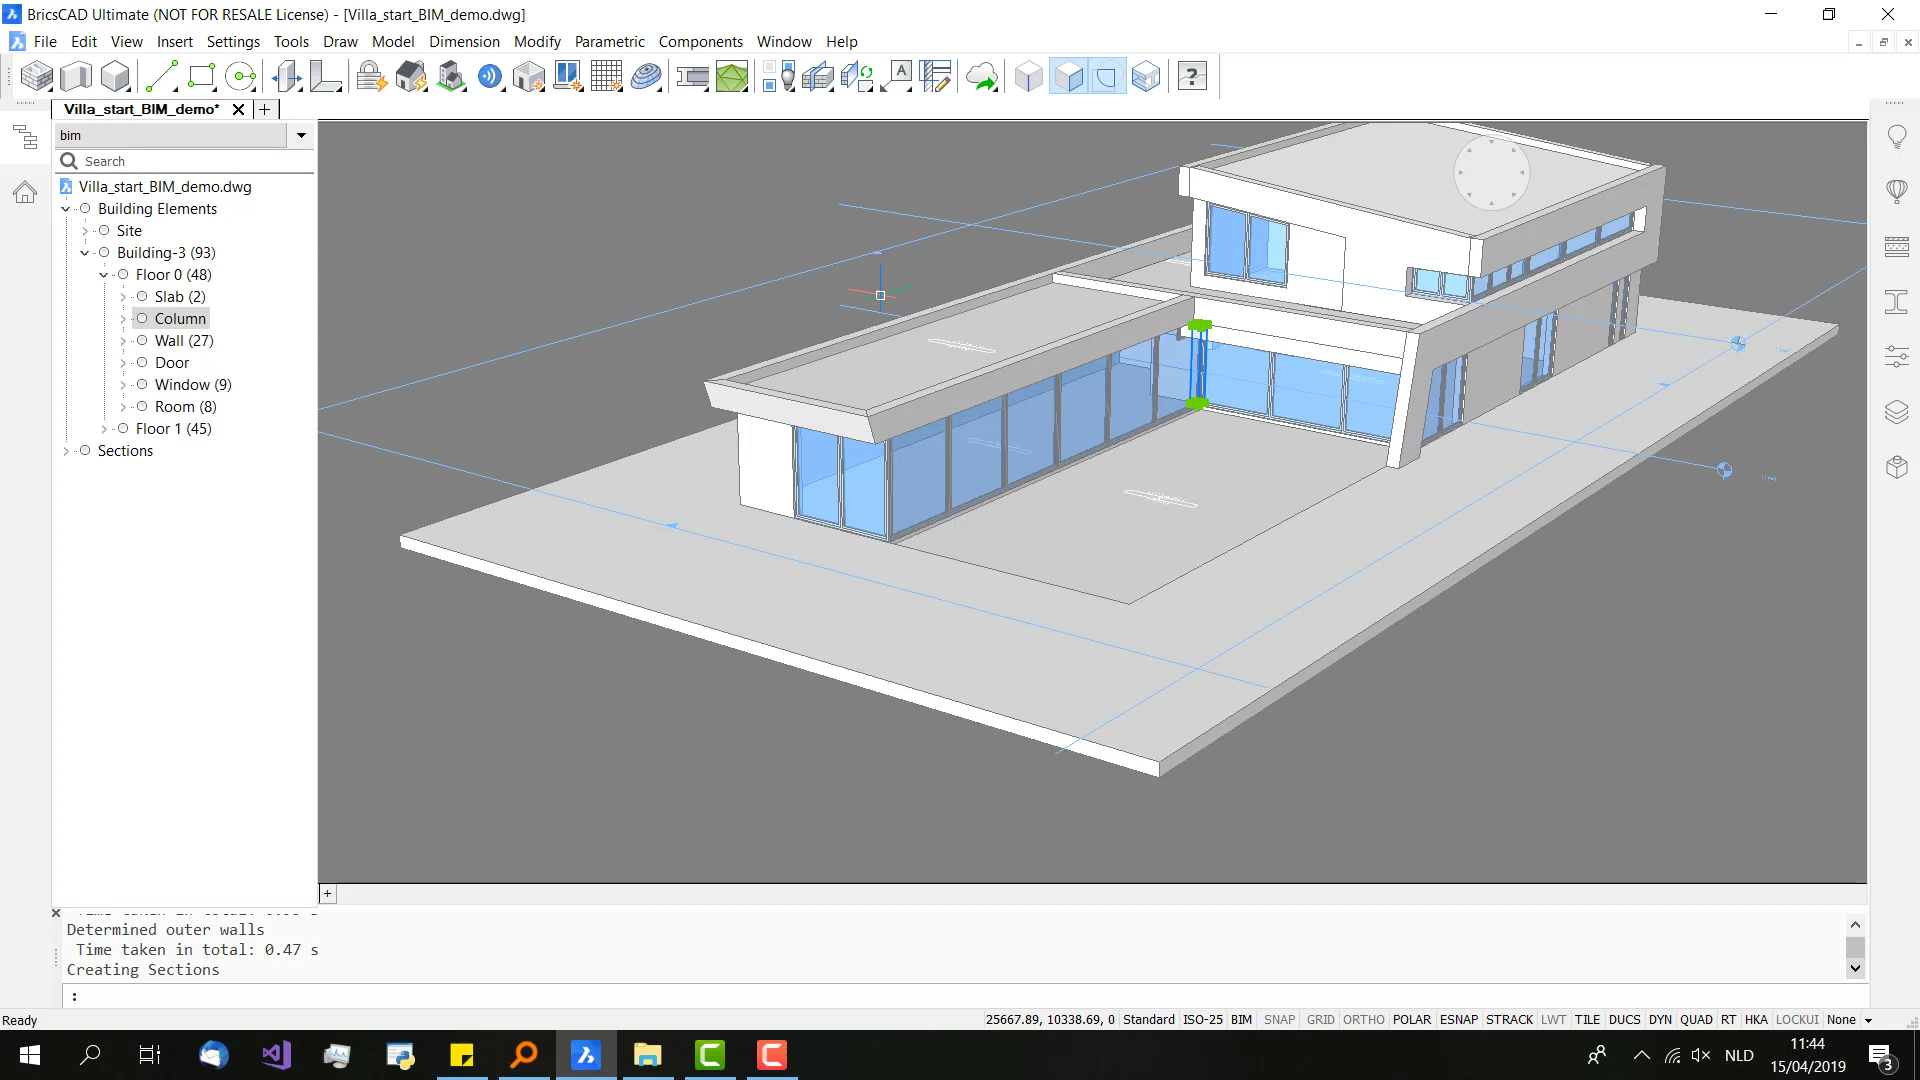 BricsCAD Ultimate (NOT FOR RESALE License) - [Villa_start_BIM_demo.dwg]
File Edit View Insert Settings Tools Draw Model Dimension Modify Parametric Components Window Help
Villa_start_BIM_demo*
bim
Search
Villa_start_BIM_demo.dwg
Building Elements
Site
Building-3 (93)
Floor 0 (48)
Slab (2)
Column
Wall (27)
Door
Window (9)
Room (8)
Floor 1 (45)
Sections
Determined outer walls
Time taken in total: 0.47 s
Creating Sections
:
Ready
25667.89, 10338.69, 0 Standard ISO-25 BIM SNAP GRID ORTHO POLAR ESNAP STRACK LWT TILE DUCS DYN QUAD RT HKA LOCKUI None
NLD
11:44
15/04/2019
3